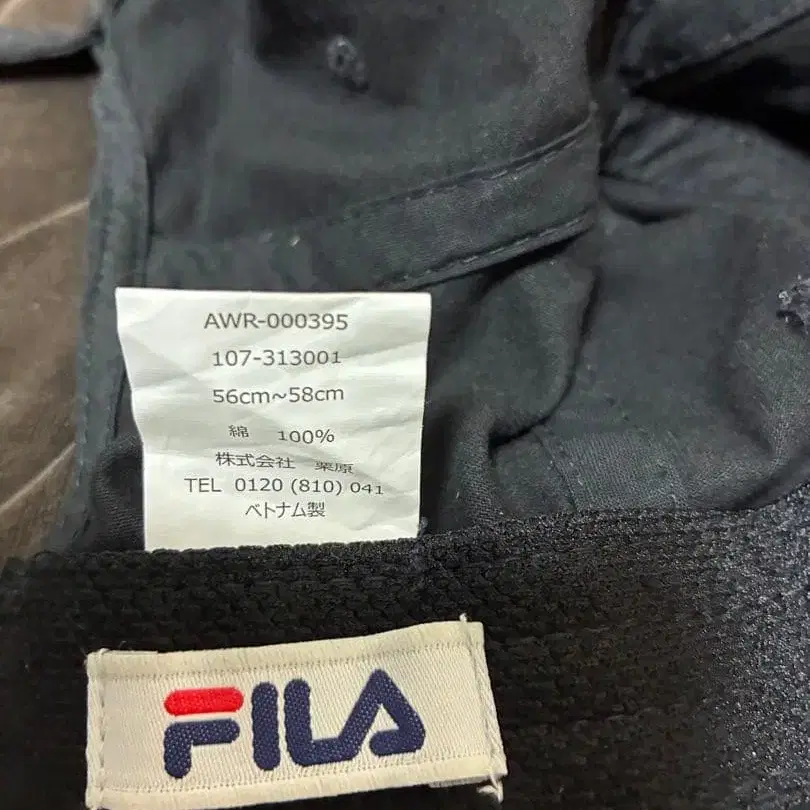 AWR-000395
107-313001
56cm~58cm
綿 100%
株式会社 栗原
TEL 0120 (810) 041
ベトナム製
FILA